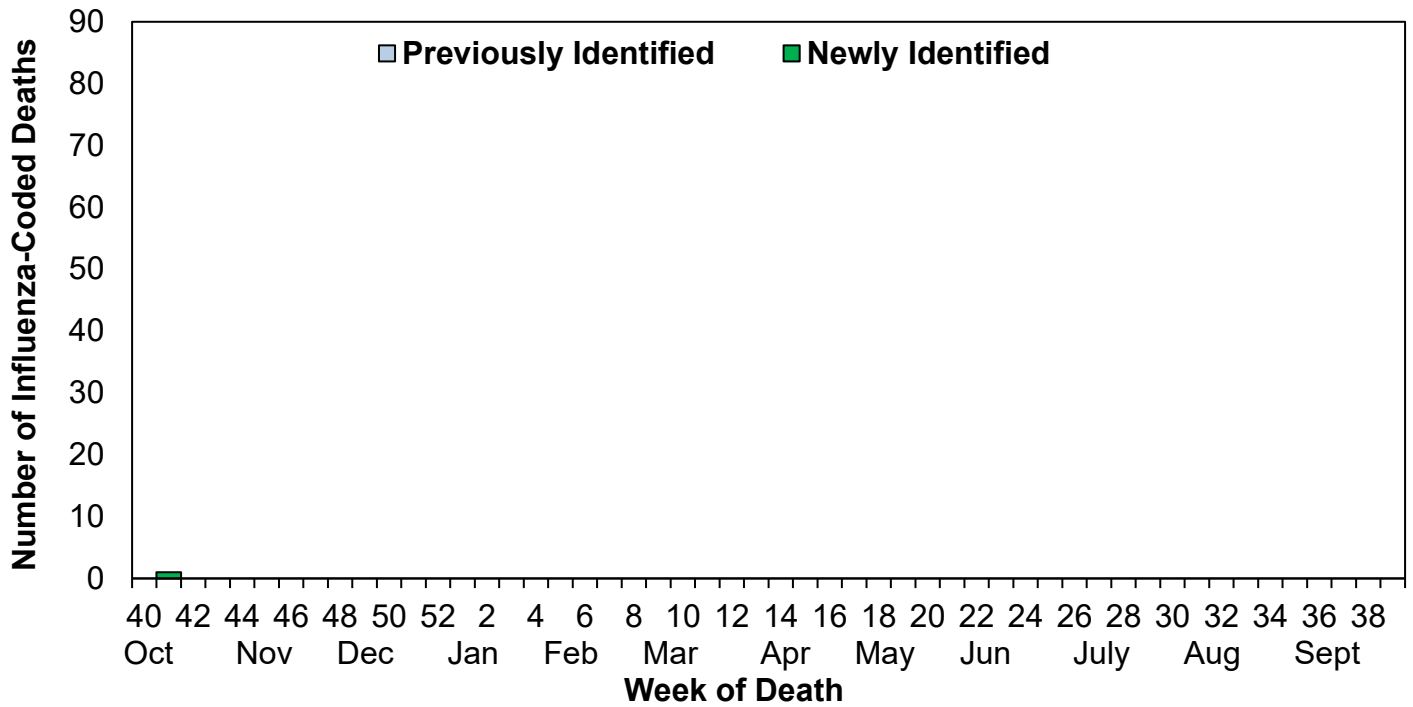 Number of Influenza-Coded Deaths
90
80
70
60
50
40
30
20
10
0
Previously Identified Newly Identified
40 42 44 46 48 50 52 2 4 6 8 10 12 14 16 18 20 22 24 26 28 30 32 34 36 38
Oct Nov Dec Jan Feb Mar Apr May Jun July Aug Sept
Week of Death